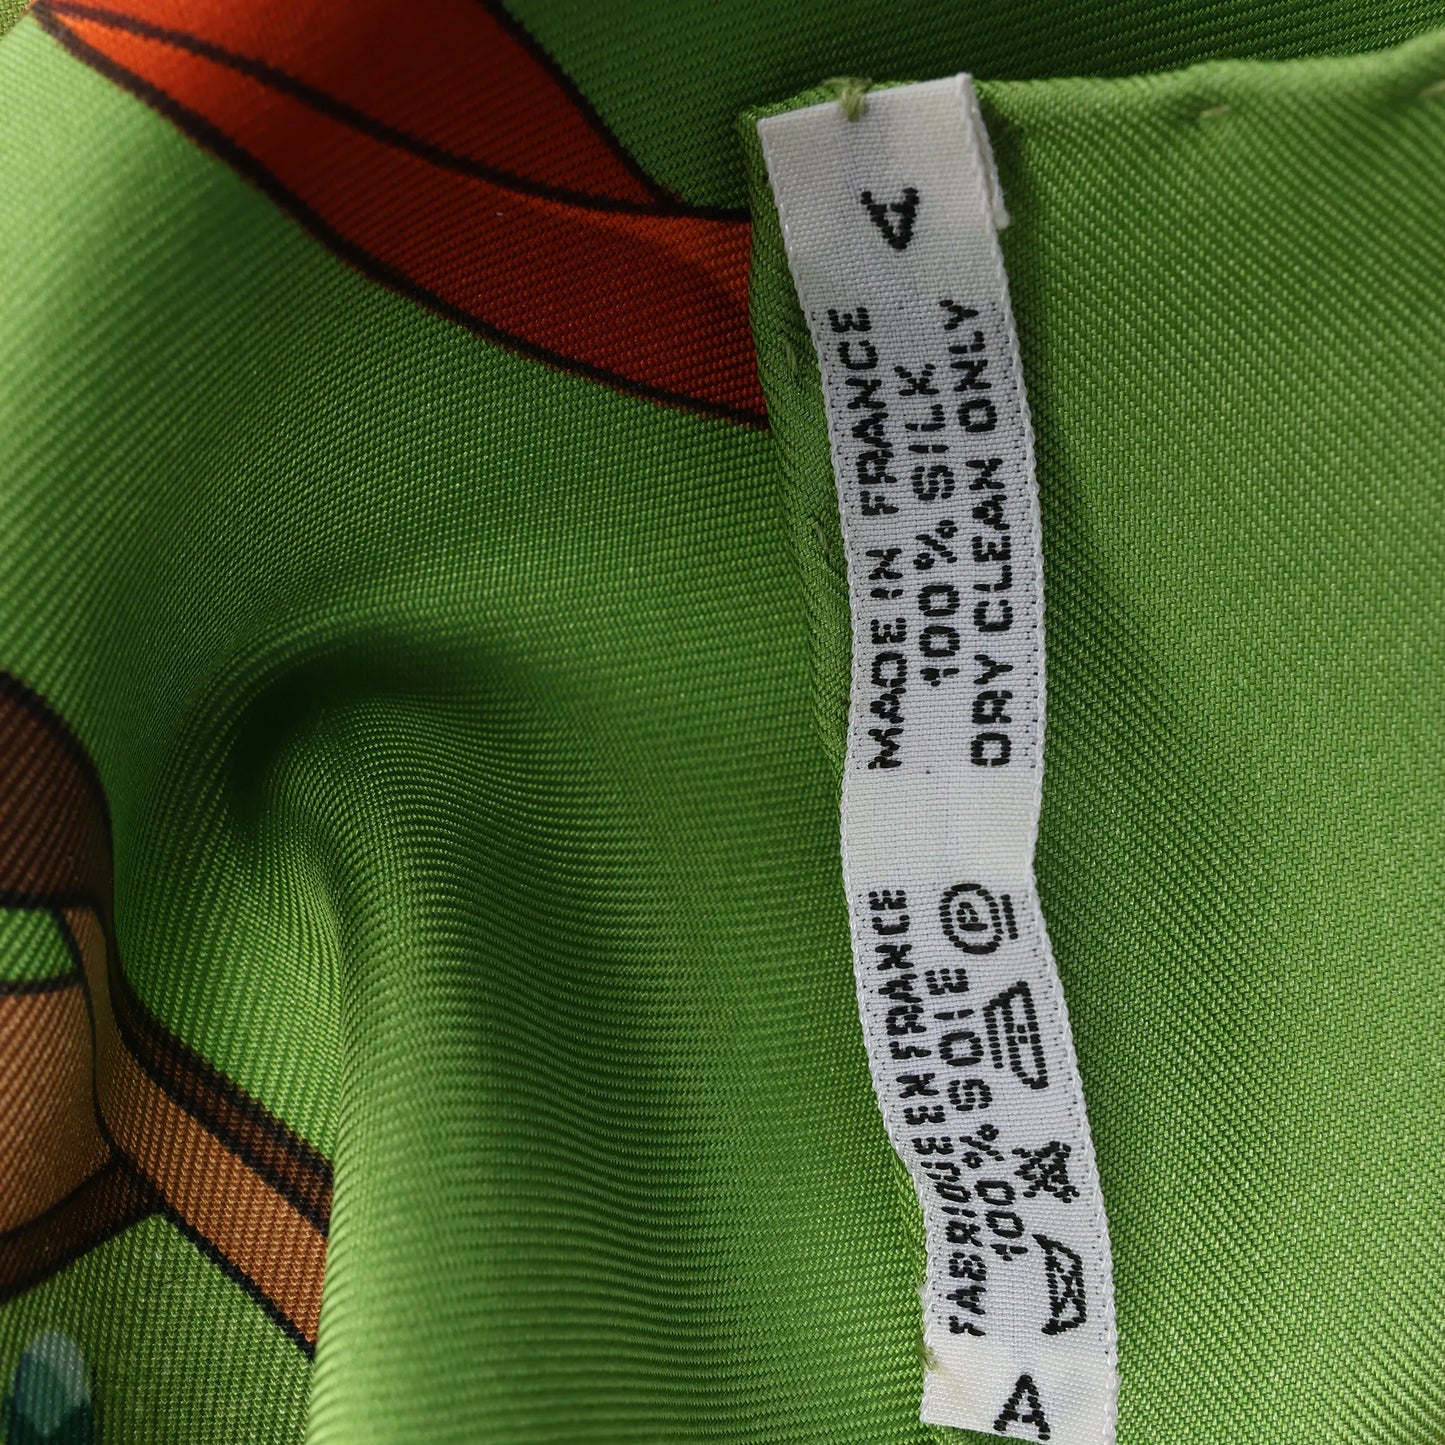 A
FABRIQUE EN FRANCE
100 % SOIE
P
MADE IN FRANCE
100% SILK
DRY CLEAN ONLY
A